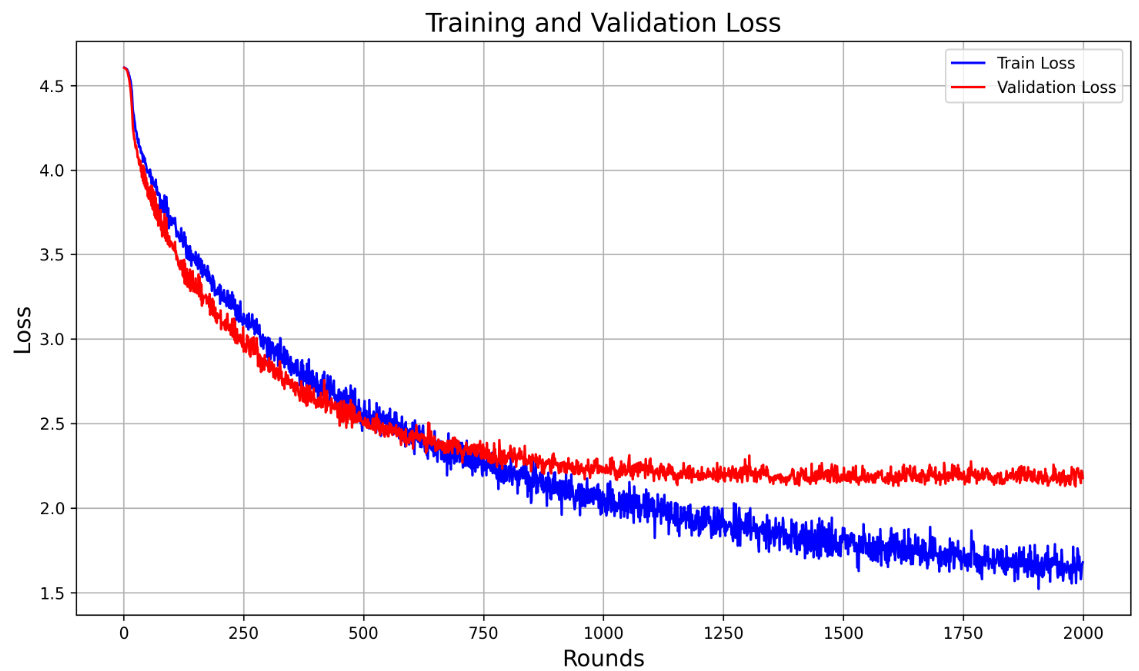 Training and Validation Loss
Train Loss
Validation Loss
Loss
4.5
4.0
3.5
3.0
2.5
2.0
1.5
0 250 500 750 1000 1250 1500 1750 2000
Rounds